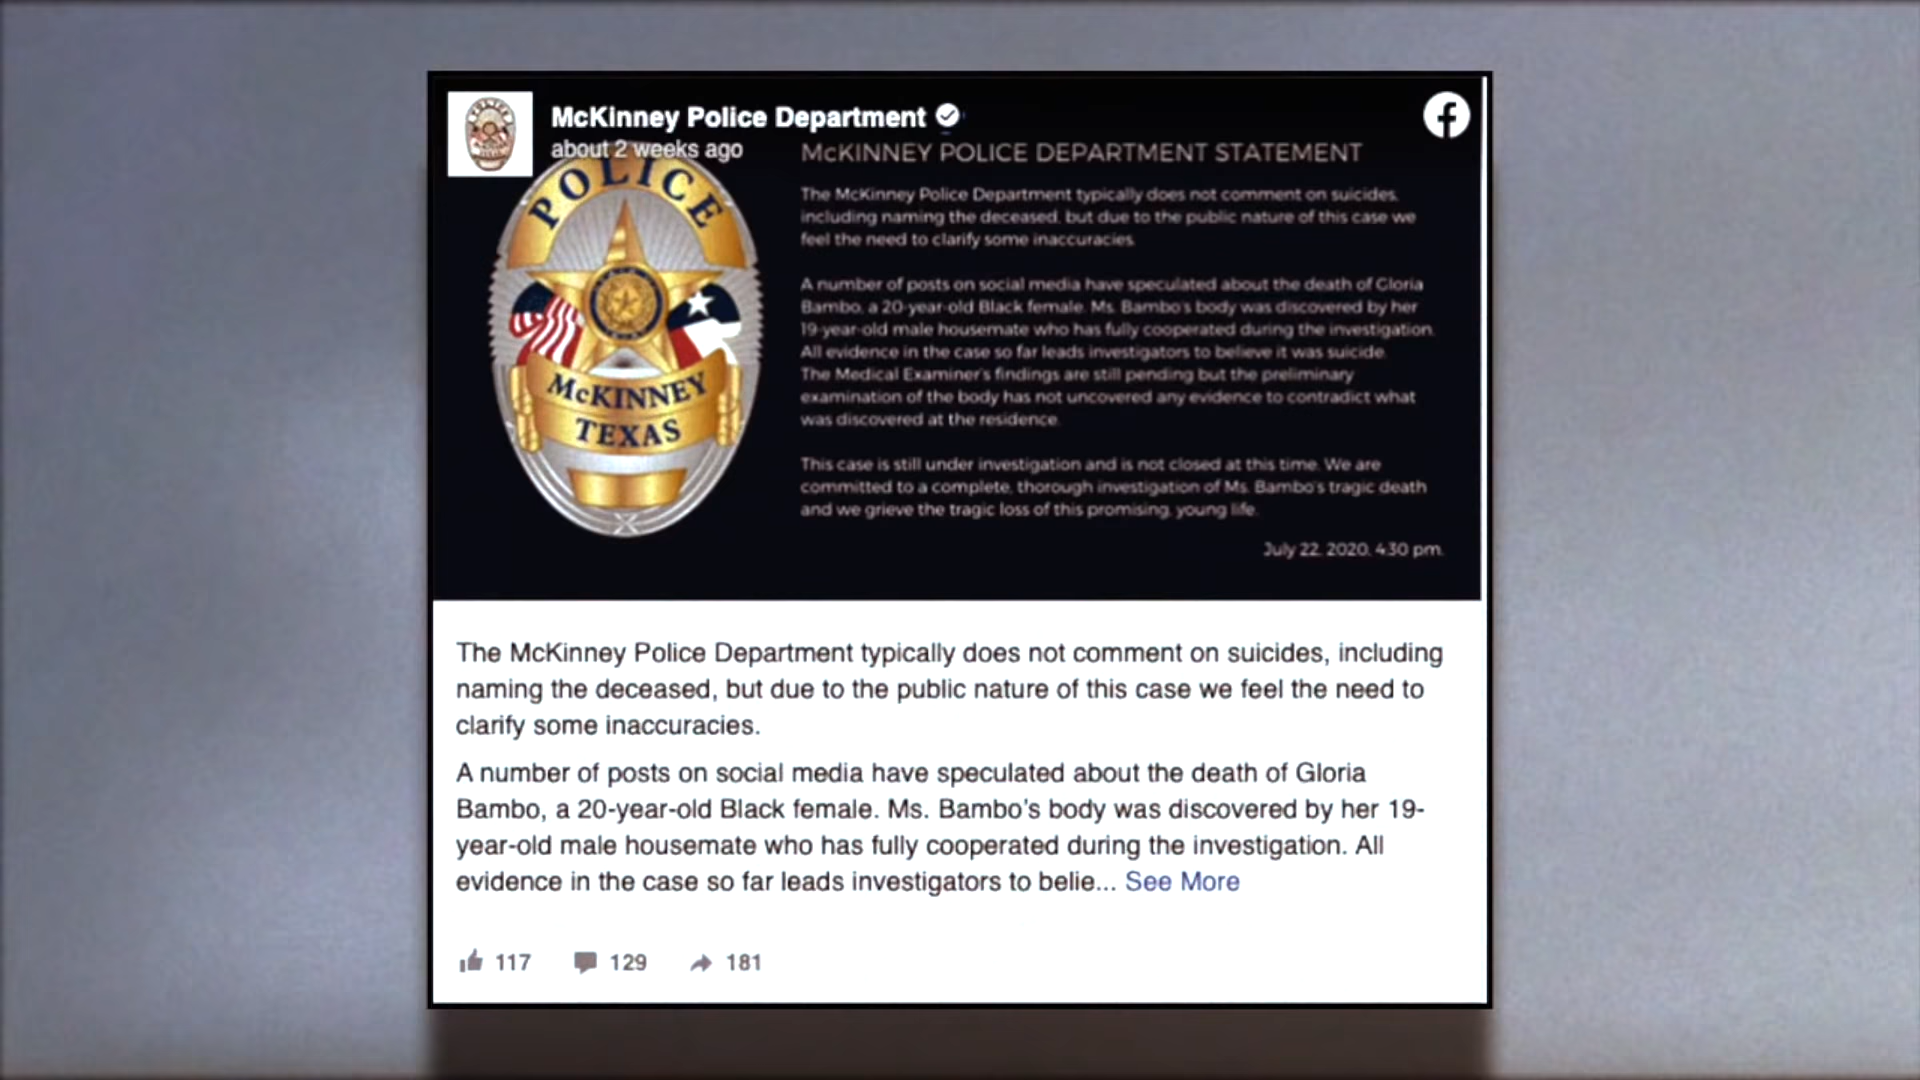 McKinney Police Department
about 2 weeks ago
POLICE
McKINNEY
TEXAS
McKINNEY POLICE DEPARTMENT STATEMENT
The McKinney Police Department typically does not comment on suicides,
including naming the deceased, but due to the public nature of this case we
feel the need to clarify some inaccuracies.
A number of posts on social media have speculated about the death of Gloria
Bambo, a 20-year-old Black female. Ms. Bambo's body was discovered by her
19-year-old male housemate who has fully cooperated during the investigation.
All evidence in the case so far leads investigators to believe it was suicide.
The Medical Examiner's findings are still pending but the preliminary
examination of the body has not uncovered any evidence to contradict what
was discovered at the residence.
This case is still under investigation and is not closed at this time. We are
committed to a complete, thorough investigation of Ms. Bambo's tragic death
and we grieve the tragic loss of this promising, young life.
July 22, 2020, 4:30 pm.
The McKinney Police Department typically does not comment on suicides, including
naming the deceased, but due to the public nature of this case we feel the need to
clarify some inaccuracies.
A number of posts on social media have speculated about the death of Gloria
Bambo, a 20-year-old Black female. Ms. Bambo's body was discovered by her 19-
year-old male housemate who has fully cooperated during the investigation. All
evidence in the case so far leads investigators to belie... See More
117 129 181